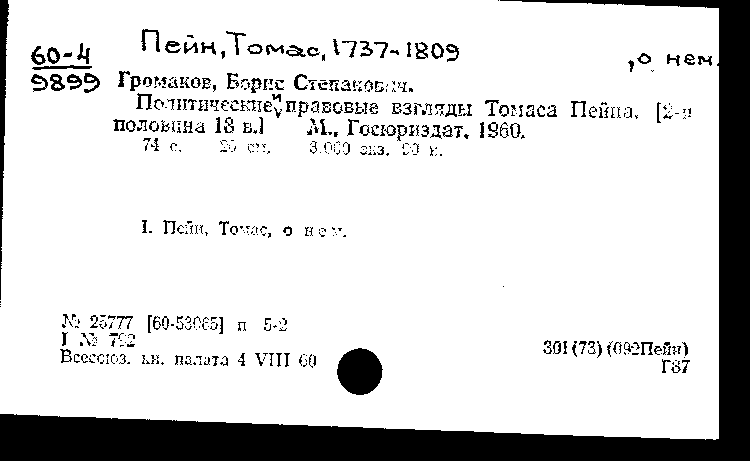 Пейн, Томас, 1737-1809
, о нем.
60-4
9899
Громаков, Борис Степанович.
Политические и правовые взгляды Томаса Пейна. [2-я
половина 18 в.] М., Госюриздат, 1960.
74 с. 20 см. 3.000 экз. 90 к.
I. Пейн, Томас, о нем.
№ 25777 [60-53065] п 5-2
I № 792
Всесоюз. кн. палата 4 VIII 60
301(73)(092Пейн)
Г87